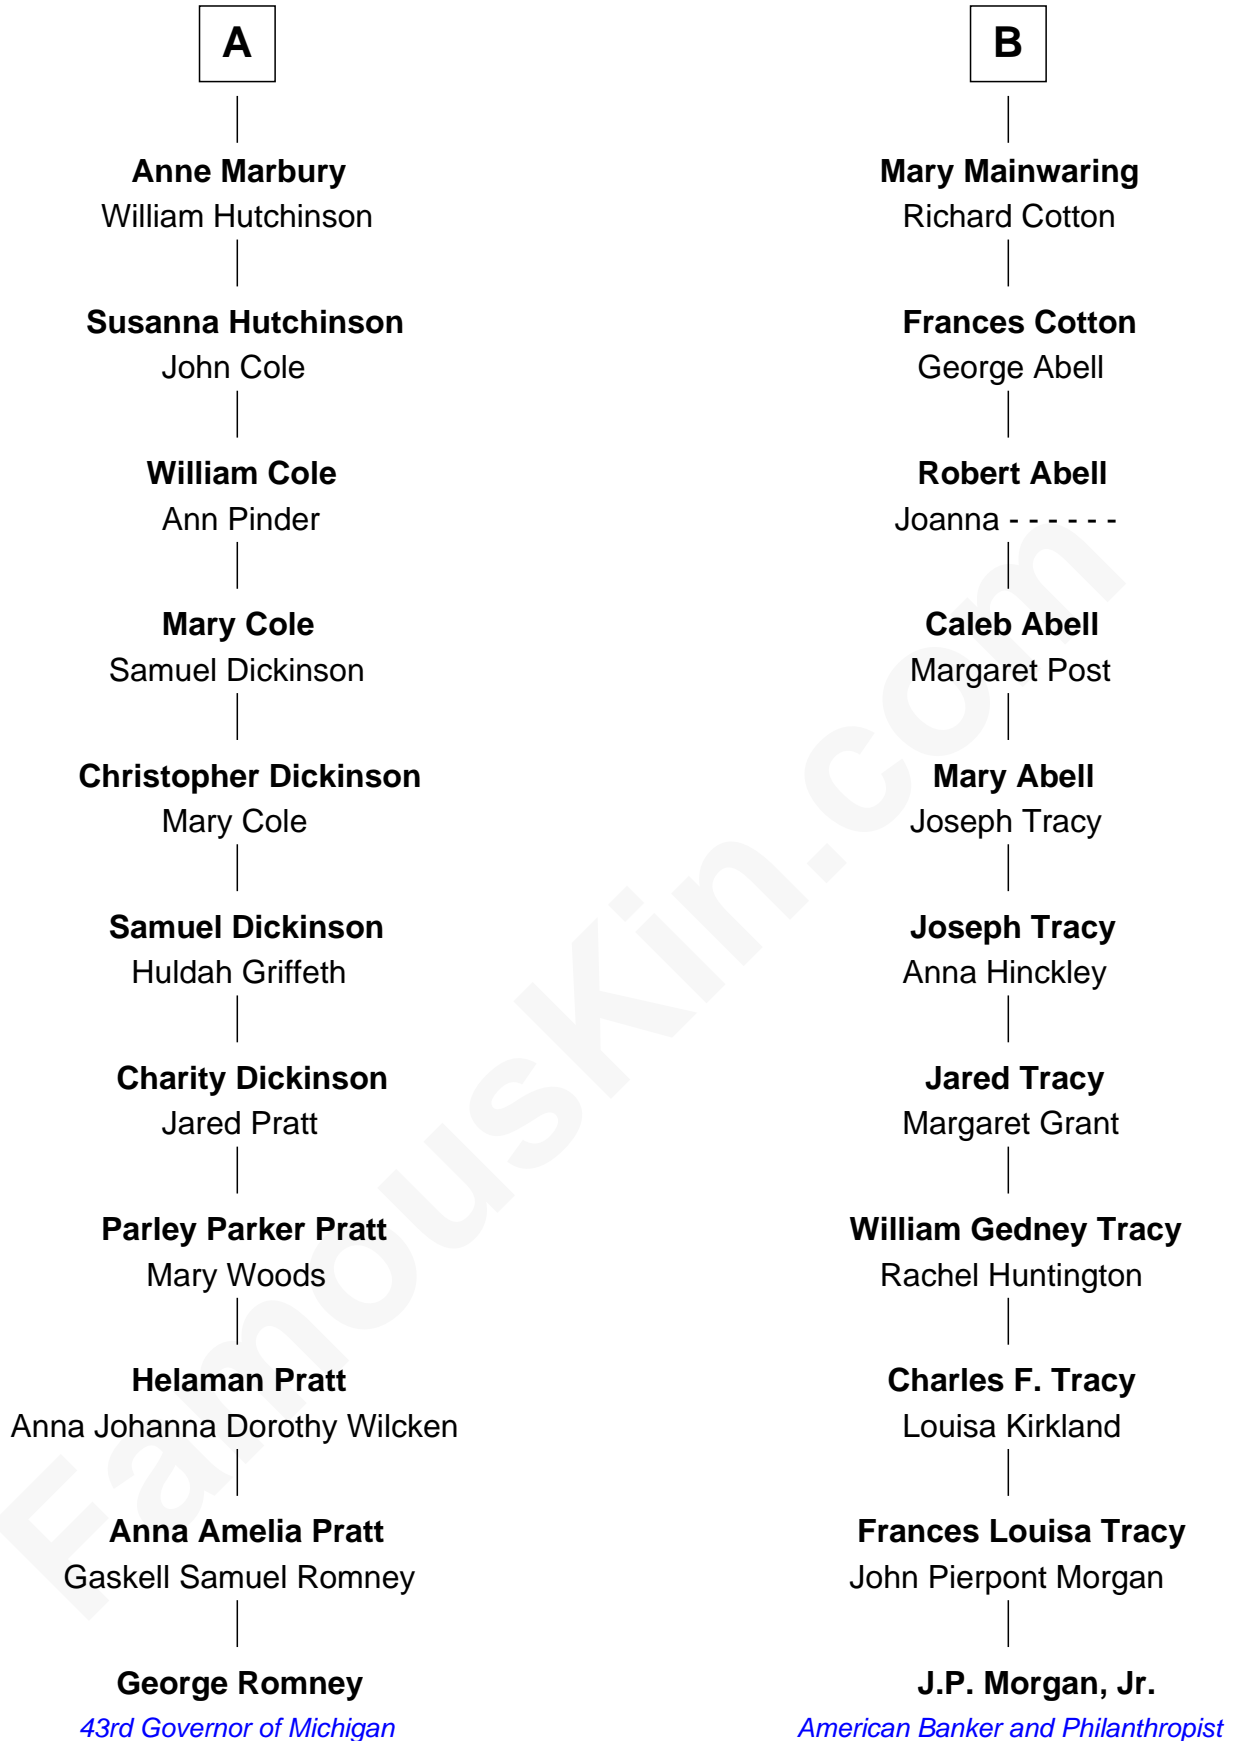 A
Anne Marbury
William Hutchinson
Susanna Hutchinson
John Cole
William Cole
Ann Pinder
Mary Cole
Samuel Dickinson
Christopher Dickinson
Mary Cole
Samuel Dickinson
Huldah Griffeth
Charity Dickinson
Jared Pratt
Parley Parker Pratt
Mary Woods
Helaman Pratt
Anna Johanna Dorothy Wilcken
Anna Amelia Pratt
Gaskell Samuel Romney
George Romney
43rd Governor of Michigan
B
Mary Mainwaring
Richard Cotton
Frances Cotton
George Abell
Robert Abell
Joanna - - - - - -
Caleb Abell
Margaret Post
Mary Abell
Joseph Tracy
Joseph Tracy
Anna Hinckley
Jared Tracy
Margaret Grant
William Gedney Tracy
Rachel Huntington
Charles F. Tracy
Louisa Kirkland
Frances Louisa Tracy
John Pierpont Morgan
J.P. Morgan, Jr.
American Banker and Philanthropist
FamousKin.com